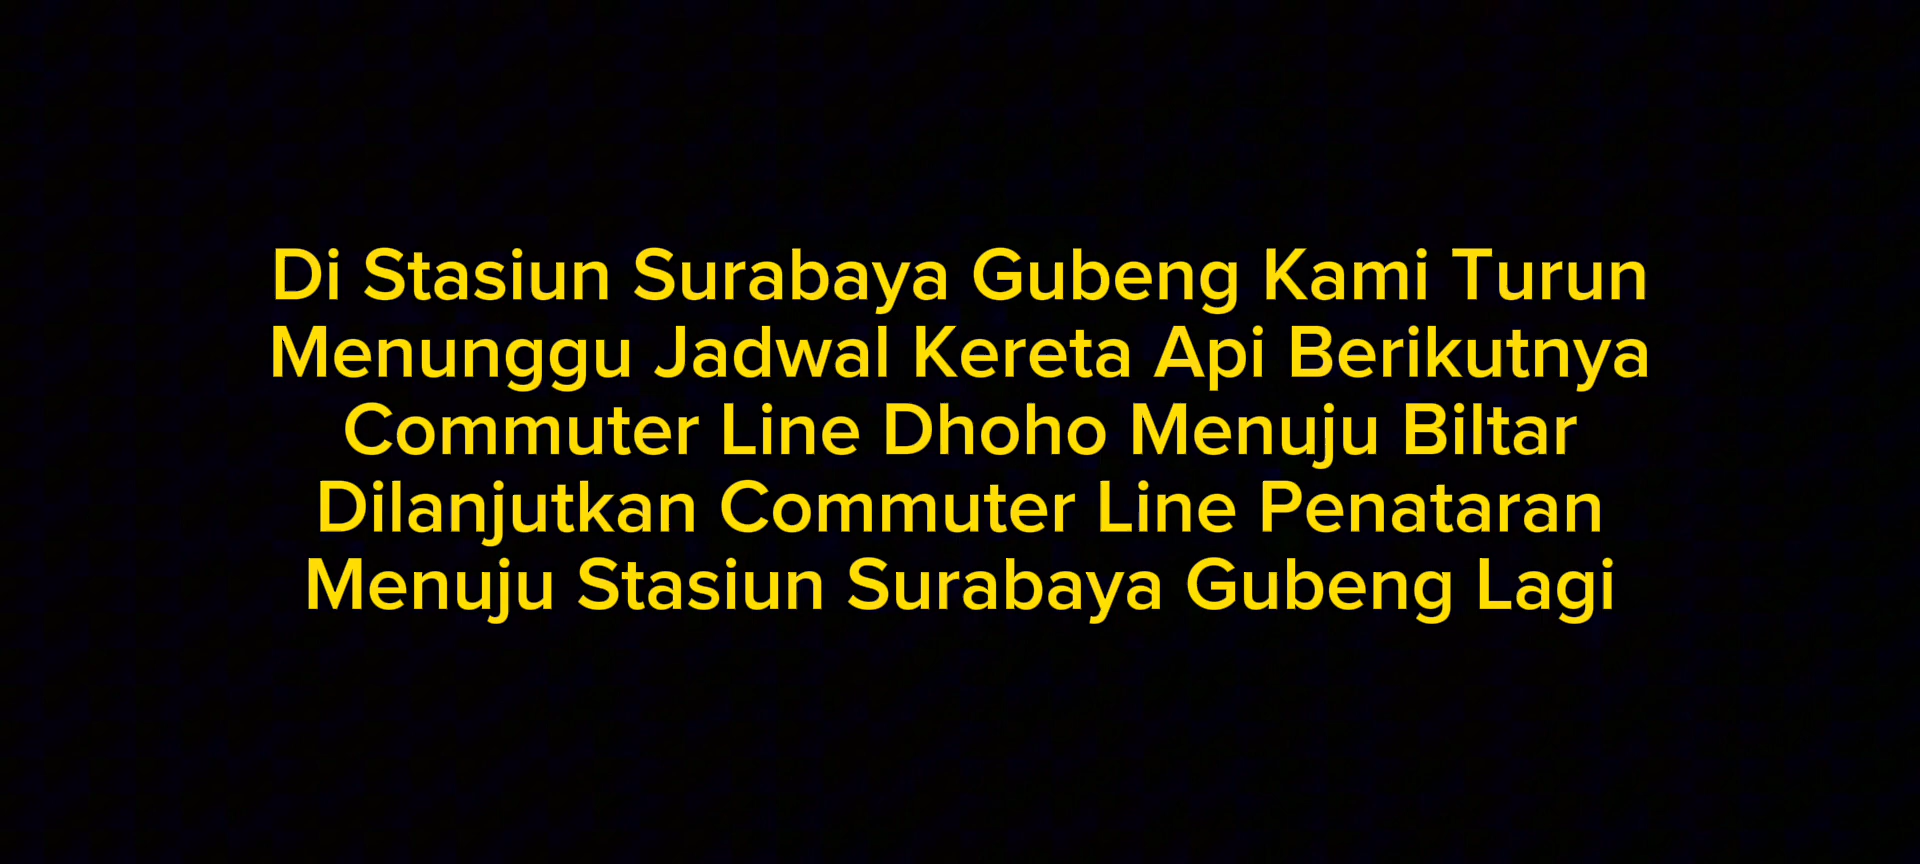 Di Stasiun Surabaya Gubeng Kami Turun
Menunggu Jadwal Kereta Api Berikutnya
Commuter Line Dhoho Menuju Biltar
Dilanjutkan Commuter Line Penataran
Menuju Stasiun Surabaya Gubeng Lagi